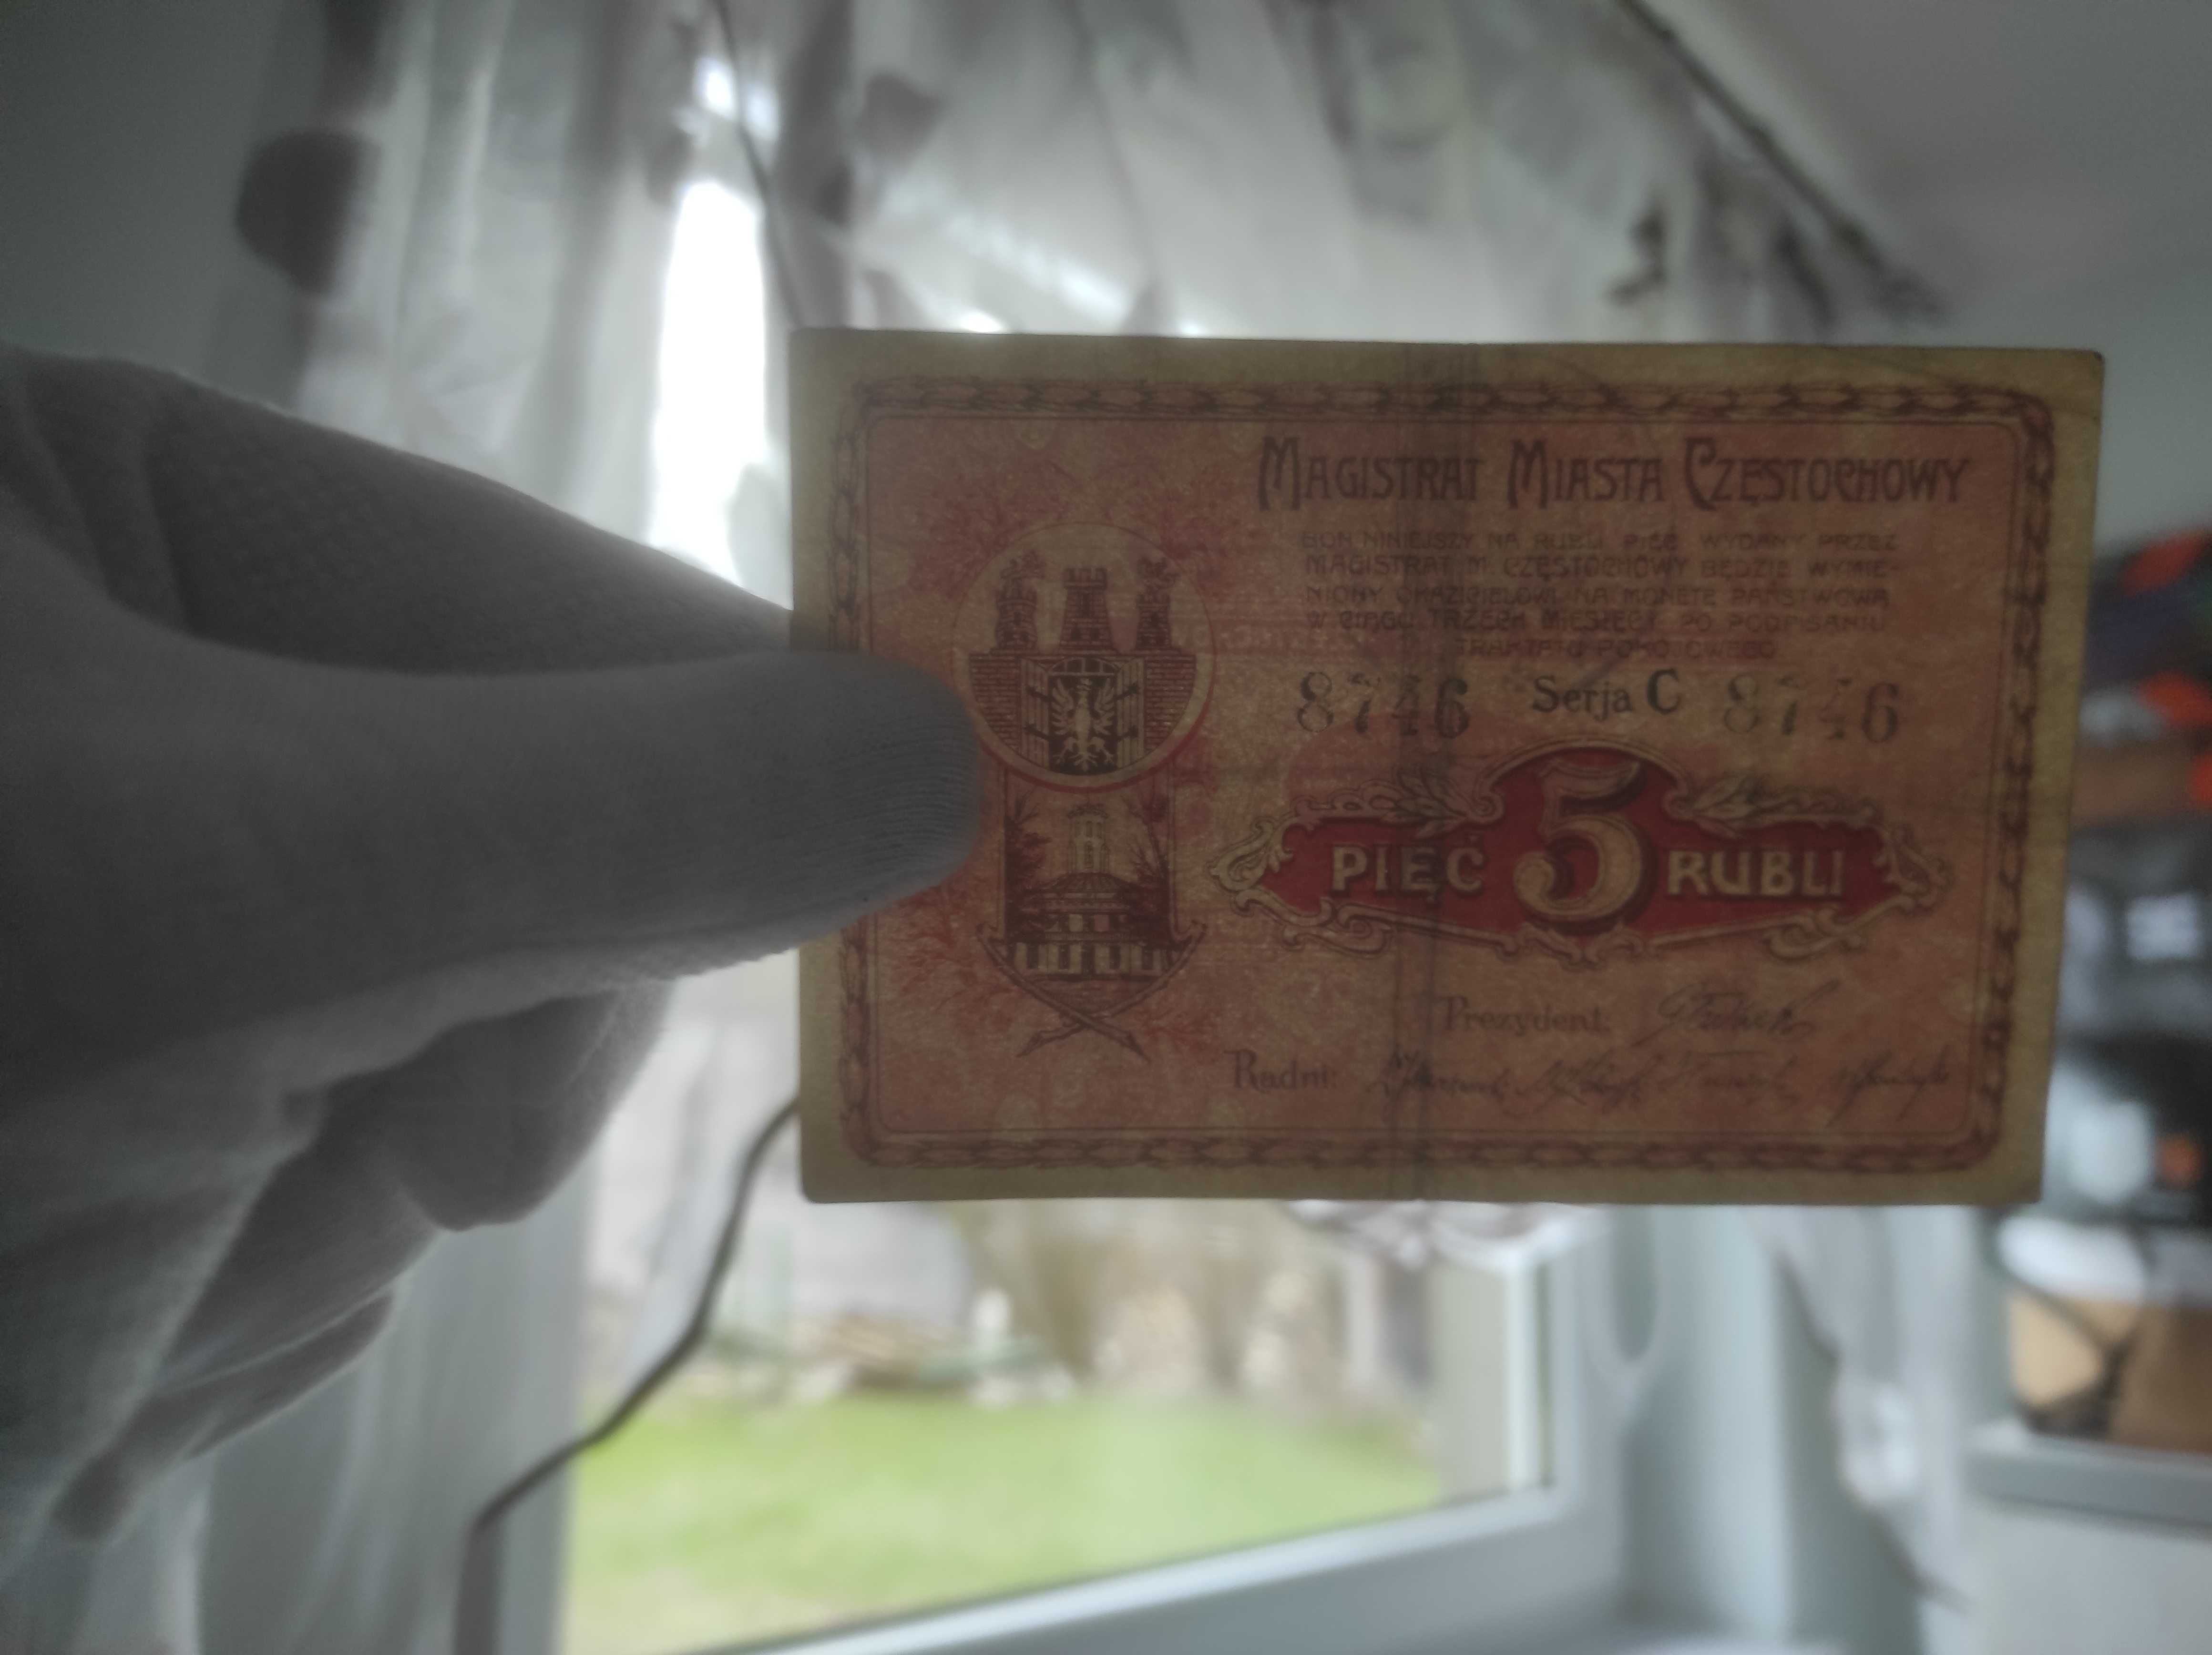 MAGISTRAT MIASTA CZĘSTOCHOWY
BON NINIEJSZY NA RUBLI PIĘĆ WYDANY PRZEZ
MAGISTRAT M. CZĘSTOCHOWY BĘDZIE WYMIE-
NIONY OKAZICIELOWI NA MONETĘ PAŃSTWOWĄ
W CIĄGU TRZECH MIESIĘCY PO PODPISANIU
TRAKTATU POKOJOWEGO
8746 Serja C 8746
PIĘĆ 5 RUBLI
Prezydent:
Radni: